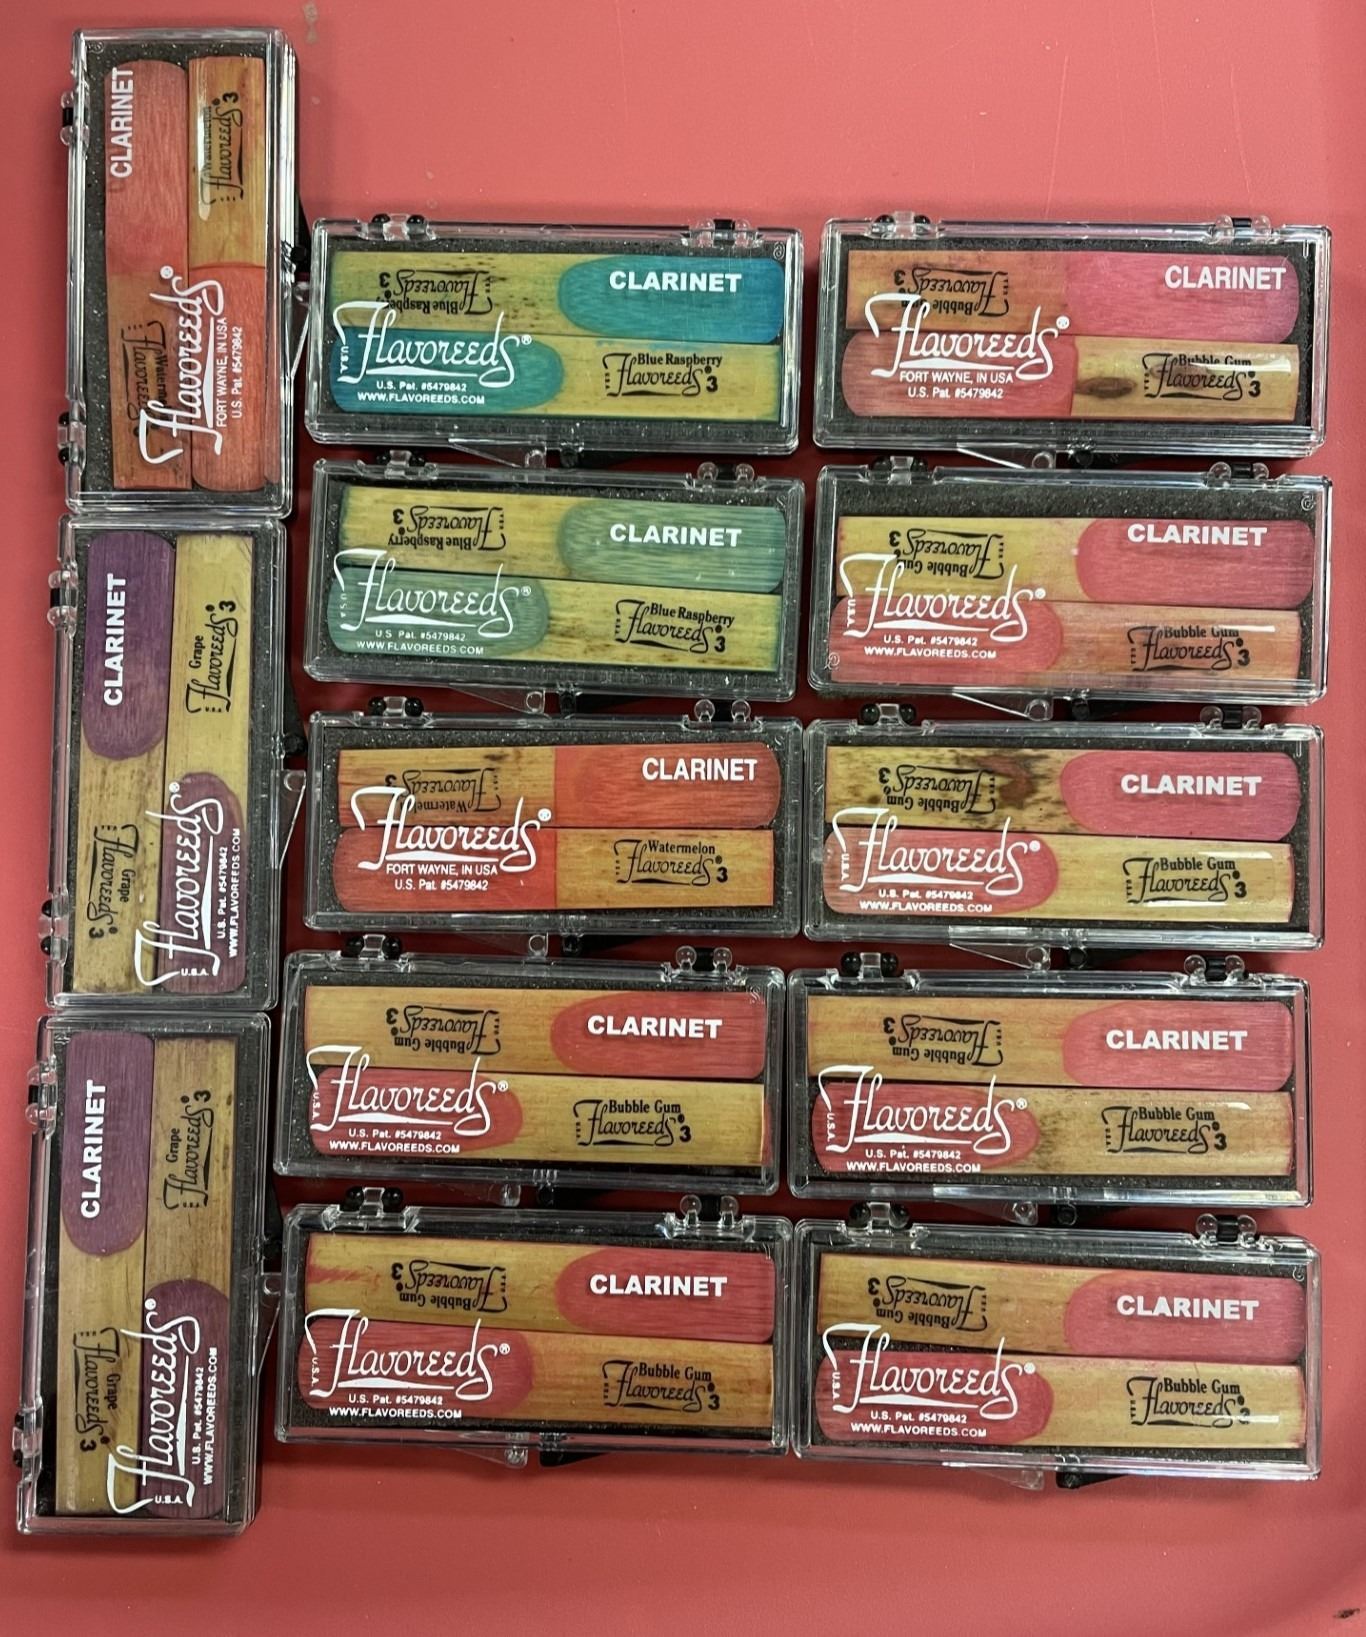 CLARINET
Watermelon
Flavoreeds® 3
Flavoreeds®
FORT WAYNE, IN USA
U.S. Pat. #5479842
CLARINET
Grape
Flavoreeds® 3
Grape
Flavoreeds® 3
Flavoreeds®
U.S.A.
U.S. Pat. #5479842
WWW.FLAVOREEDS.COM
CLARINET
Grape
Flavoreeds® 3
Grape
Flavoreeds® 3
Flavoreeds®
U.S.A.
U.S. Pat. #5479842
WWW.FLAVOREEDS.COM
Blue Raspberry
Flavoreeds® 3
CLARINET
Flavoreeds®
U.S.A.
U.S. Pat. #5479842
WWW.FLAVOREEDS.COM
Blue Raspberry
Flavoreeds® 3
Blue Raspberry
Flavoreeds® 3
CLARINET
Flavoreeds®
U.S.A.
U.S. Pat. #5479842
WWW.FLAVOREEDS.COM
Blue Raspberry
Flavoreeds® 3
Flavoreeds® 3
CLARINET
Flavoreeds®
FORT WAYNE, IN USA
U.S. Pat. #5479842
Watermelon
Flavoreeds® 3
Bubble Gum
Flavoreeds® 3
CLARINET
Flavoreeds®
U.S.A.
U.S. Pat. #5479842
WWW.FLAVOREEDS.COM
Bubble Gum
Flavoreeds® 3
Bubble Gum
Flavoreeds® 3
CLARINET
Flavoreeds®
U.S.A.
U.S. Pat. #5479842
WWW.FLAVOREEDS.COM
Bubble Gum
Flavoreeds® 3
Bubble
Flavoreeds® 3
CLARINET
Flavoreeds®
FORT WAYNE, IN USA
U.S. Pat. #5479842
Bubble Gum
Flavoreeds® 3
Bubble Gum
Flavoreeds® 3
CLARINET
Flavoreeds®
U.S.A.
U.S. Pat. #5479842
WWW.FLAVOREEDS.COM
Bubble Gum
Flavoreeds® 3
Bubble Gum
Flavoreeds® 3
CLARINET
Flavoreeds®
U.S.A.
U.S. Pat. #5479842
WWW.FLAVOREEDS.COM
Bubble Gum
Flavoreeds® 3
Bubble Gum
Flavoreeds® 3
CLARINET
Flavoreeds®
U.S.A.
U.S. Pat. #5479842
WWW.FLAVOREEDS.COM
Bubble Gum
Flavoreeds® 3
Bubble Gum
Flavoreeds® 3
CLARINET
Flavoreeds®
U.S.A.
U.S. Pat. #5479842
WWW.FLAVOREEDS.COM
Bubble Gum
Flavoreeds® 3